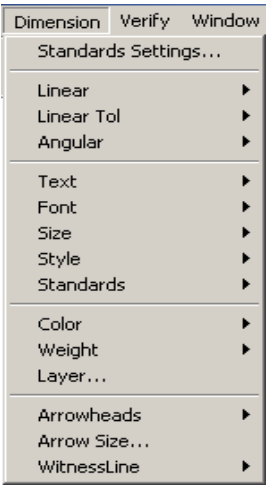 Dimension Verify Window
Standards Settings...
Linear
Linear Tol
Angular
Text
Font
Size
Style
Standards
Color
Weight
Layer...
Arrowheads
Arrow Size...
WitnessLine